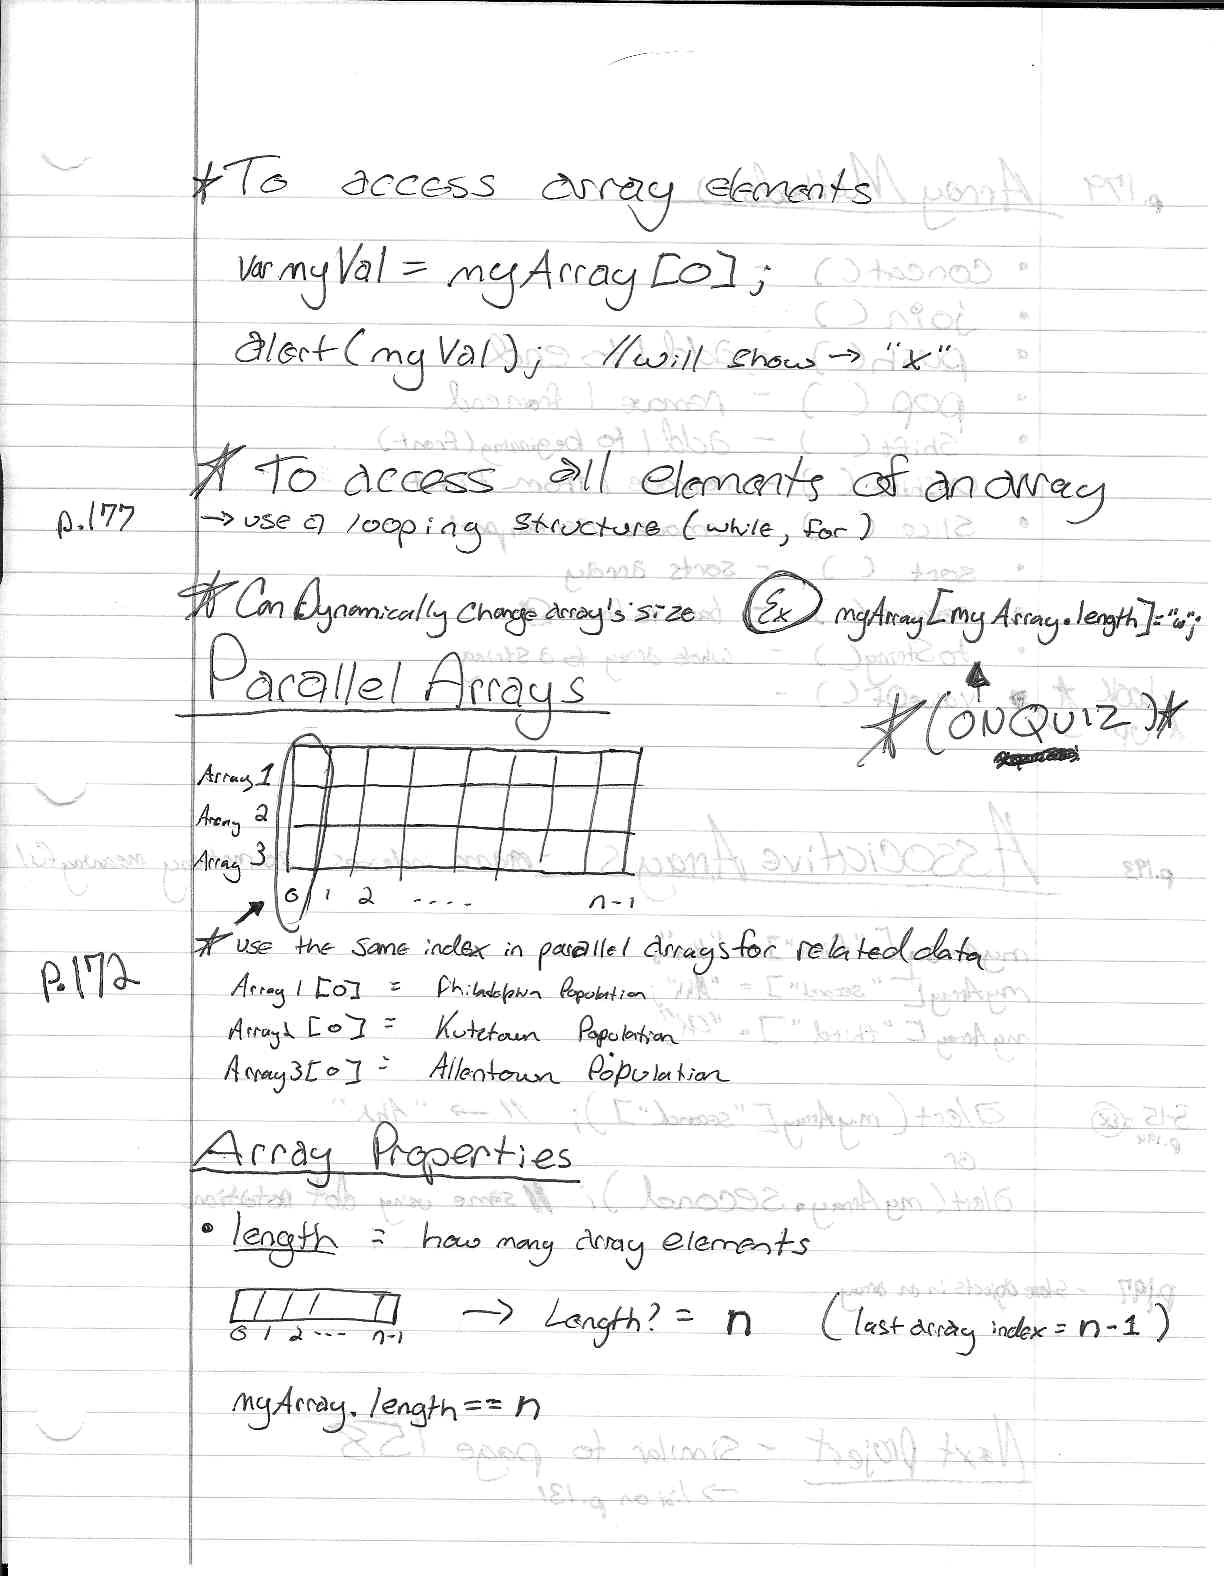 * To access array elements
var myVal = myArray[0];
alert(myVal); //will show → "x"
* To access all elements of an array
p.177 → use a looping structure (while, for)
* Can Dynamically change array's size (Ex) myArray[myArray.length]="w";
Parallel Arrays
*(ON QUIZ)*
Array 1
Array 2
Array 3
0 1 2 .... n-1
* use the same index in parallel arrays for related data
p.172
Array1[0] = Philadelphia Population
Array2[0] = Kutztown Population
Array3[0] = Allentown Population
Array Properties
• length = how many array elements
0 1 2 ... n-1 → Length? = n (last array index = n-1)
myArray.length == n